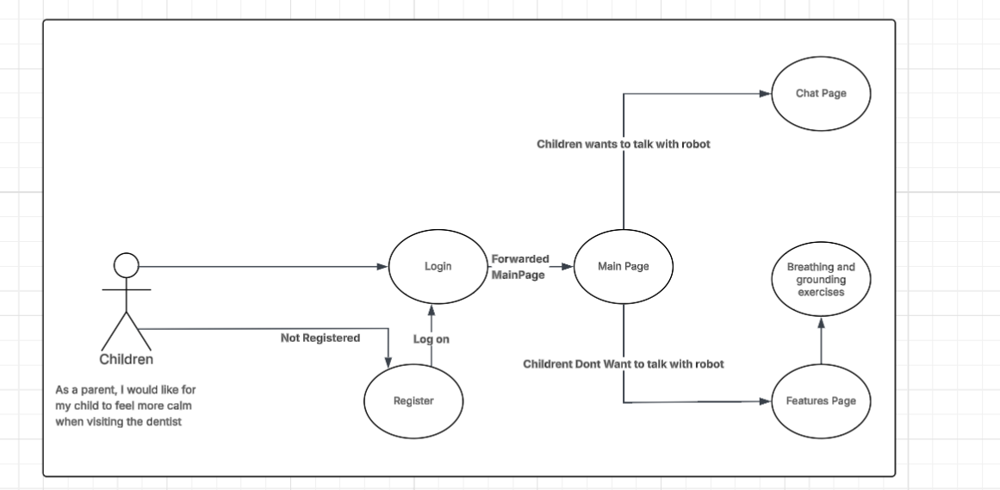 Chat Page
Children wants to talk with robot
Login
Forwarded
MainPage
Main Page
Breathing and
grounding
exercises
Not Registered
Log on
Children
Childrent Dont Want to talk with robot
As a parent, I would like for
my child to feel more calm
when visiting the dentist
Register
Features Page